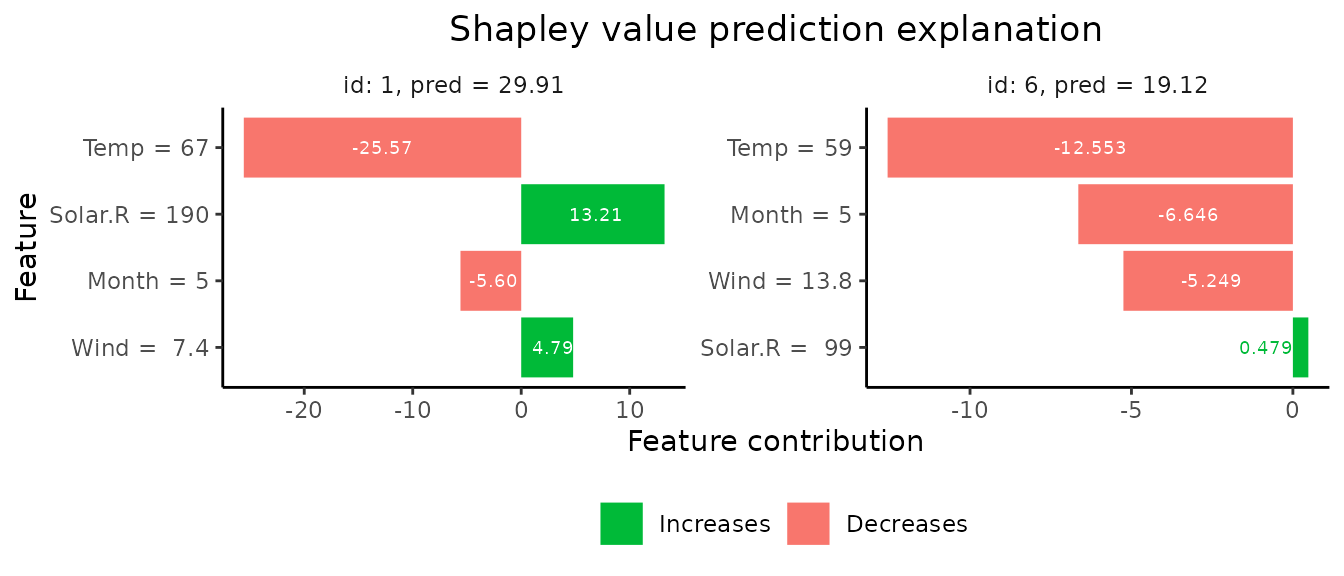 Shapley value prediction explanation
id: 1, pred = 29.91
Temp = 67
-25.57
Solar.R = 190
13.21
Month = 5
-5.60
Wind =  7.4
4.79
-20 -10 0 10
id: 6, pred = 19.12
Temp = 59
-12.553
Month = 5
-6.646
Wind = 13.8
-5.249
Solar.R =  99
0.479
-10 -5 0
Feature
Feature contribution
Increases Decreases